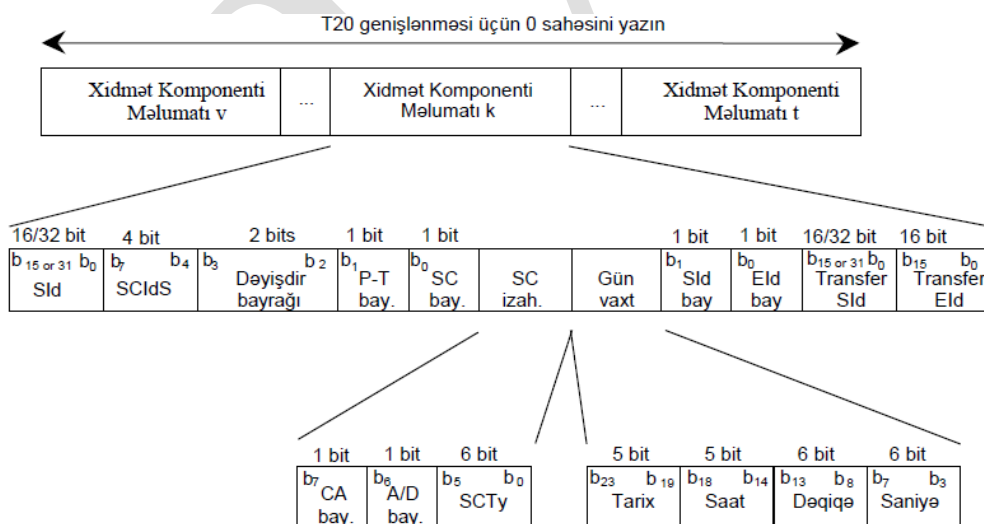 T20 genişlənməsi üçün 0 sahəsini yazın
Xidmət Komponenti
Məlumatı v
...
Xidmət Komponenti
Məlumatı k
...
Xidmət Komponenti
Məlumatı t
16/32 bit 4 bit 2 bits 1 bit 1 bit 1 bit 1 bit 16/32 bit 16 bit
b15 or 31 b0 b7 b4 b3 b2 b1 b0 b1 b0 b15 or 31 b0 b15 b0
SId
SCIdS
Dəyişdir
bayrağı
P-T
bay.
SC
bay.
SC
izah.
Gün
vaxt
SId
bay
EId
bay
Transfer
SId
Transfer
EId
1 bit 1 bit 6 bit 5 bit 5 bit 6 bit 6 bit
b7 b6 b5 b0 b23 b19 b18 b14 b13 b8 b7 b3
CA
bay.
A/D
bay.
SCTy
Tarix
Saat
Dəqiqə
Saniyə